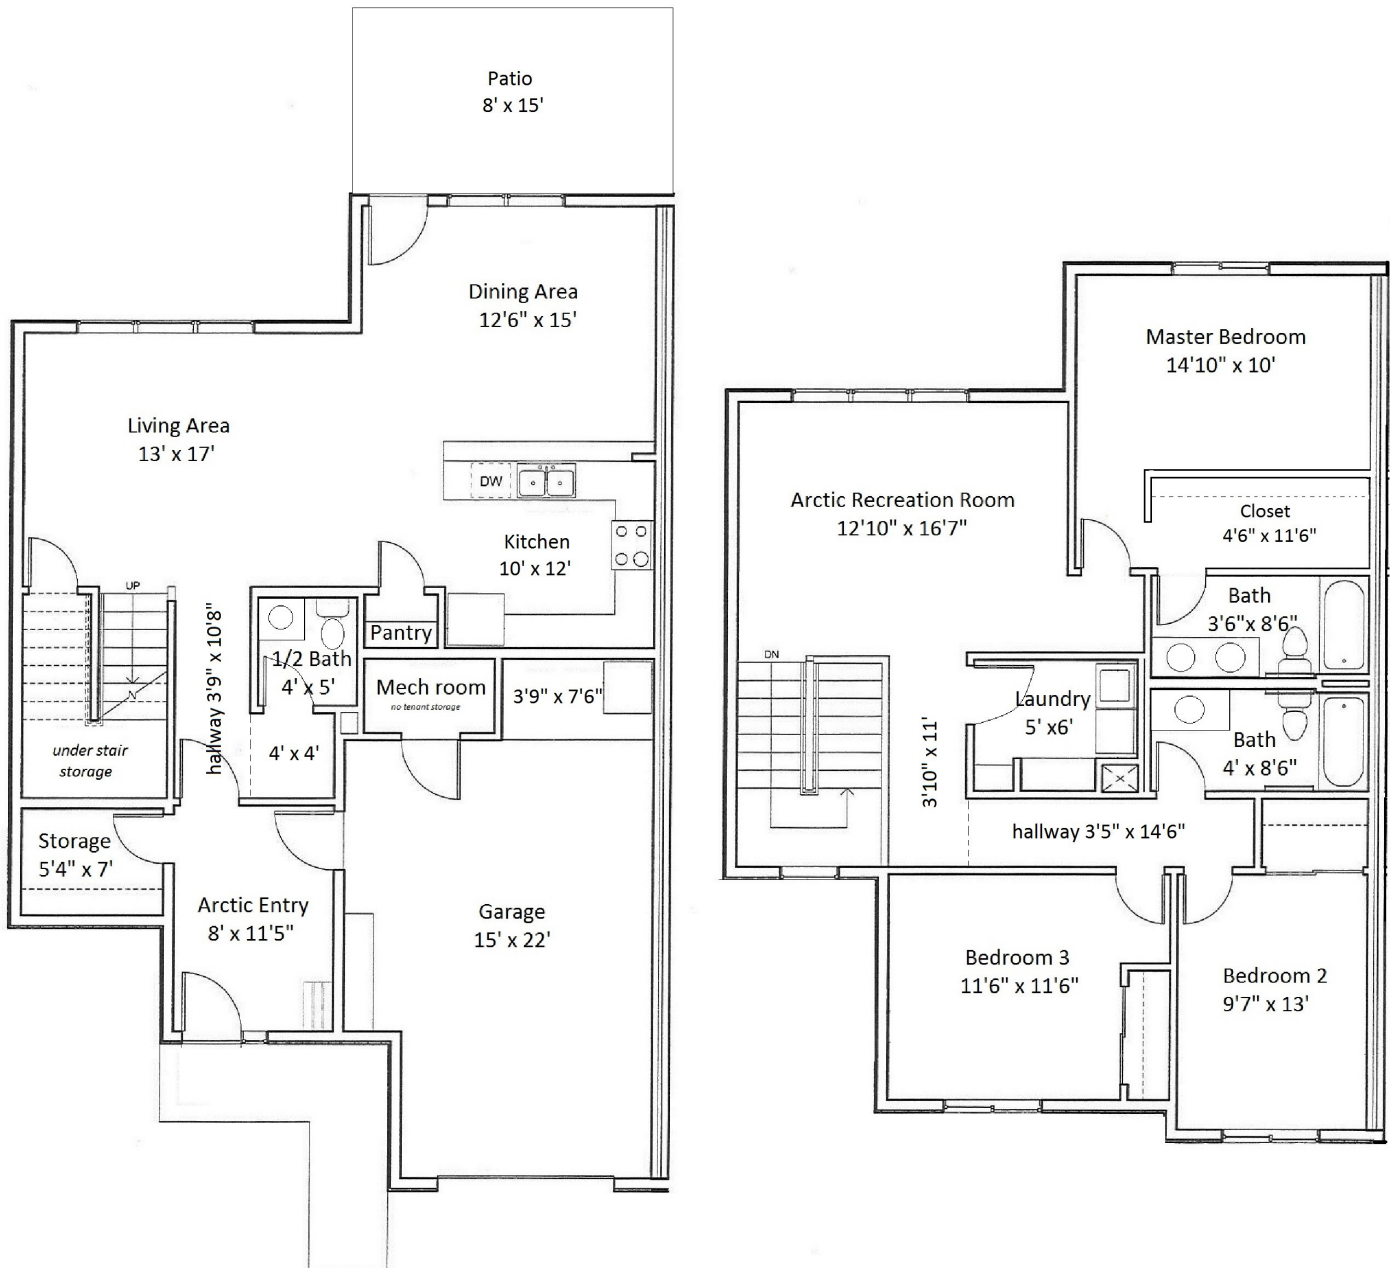 Patio
8' x 15'
Dining Area
12'6" x 15'
Living Area
13' x 17'
DW
Kitchen
10' x 12'
UP
hallway 3'9" x 10'8"
Pantry
1/2 Bath
4' x 5'
Mech room
no tenant storage
3'9" x 7'6"
N
under stair
storage
4' x 4'
Storage
5'4" x 7'
Arctic Entry
8' x 11'5"
Garage
15' x 22'
Master Bedroom
14'10" x 10'
Arctic Recreation Room
12'10" x 16'7"
Closet
4'6" x 11'6"
Bath
3'6"x 8'6"
DN
Laundry
5' x6'
3'10" x 11'
Bath
4' x 8'6"
hallway 3'5" x 14'6"
Bedroom 3
11'6" x 11'6"
Bedroom 2
9'7" x 13'